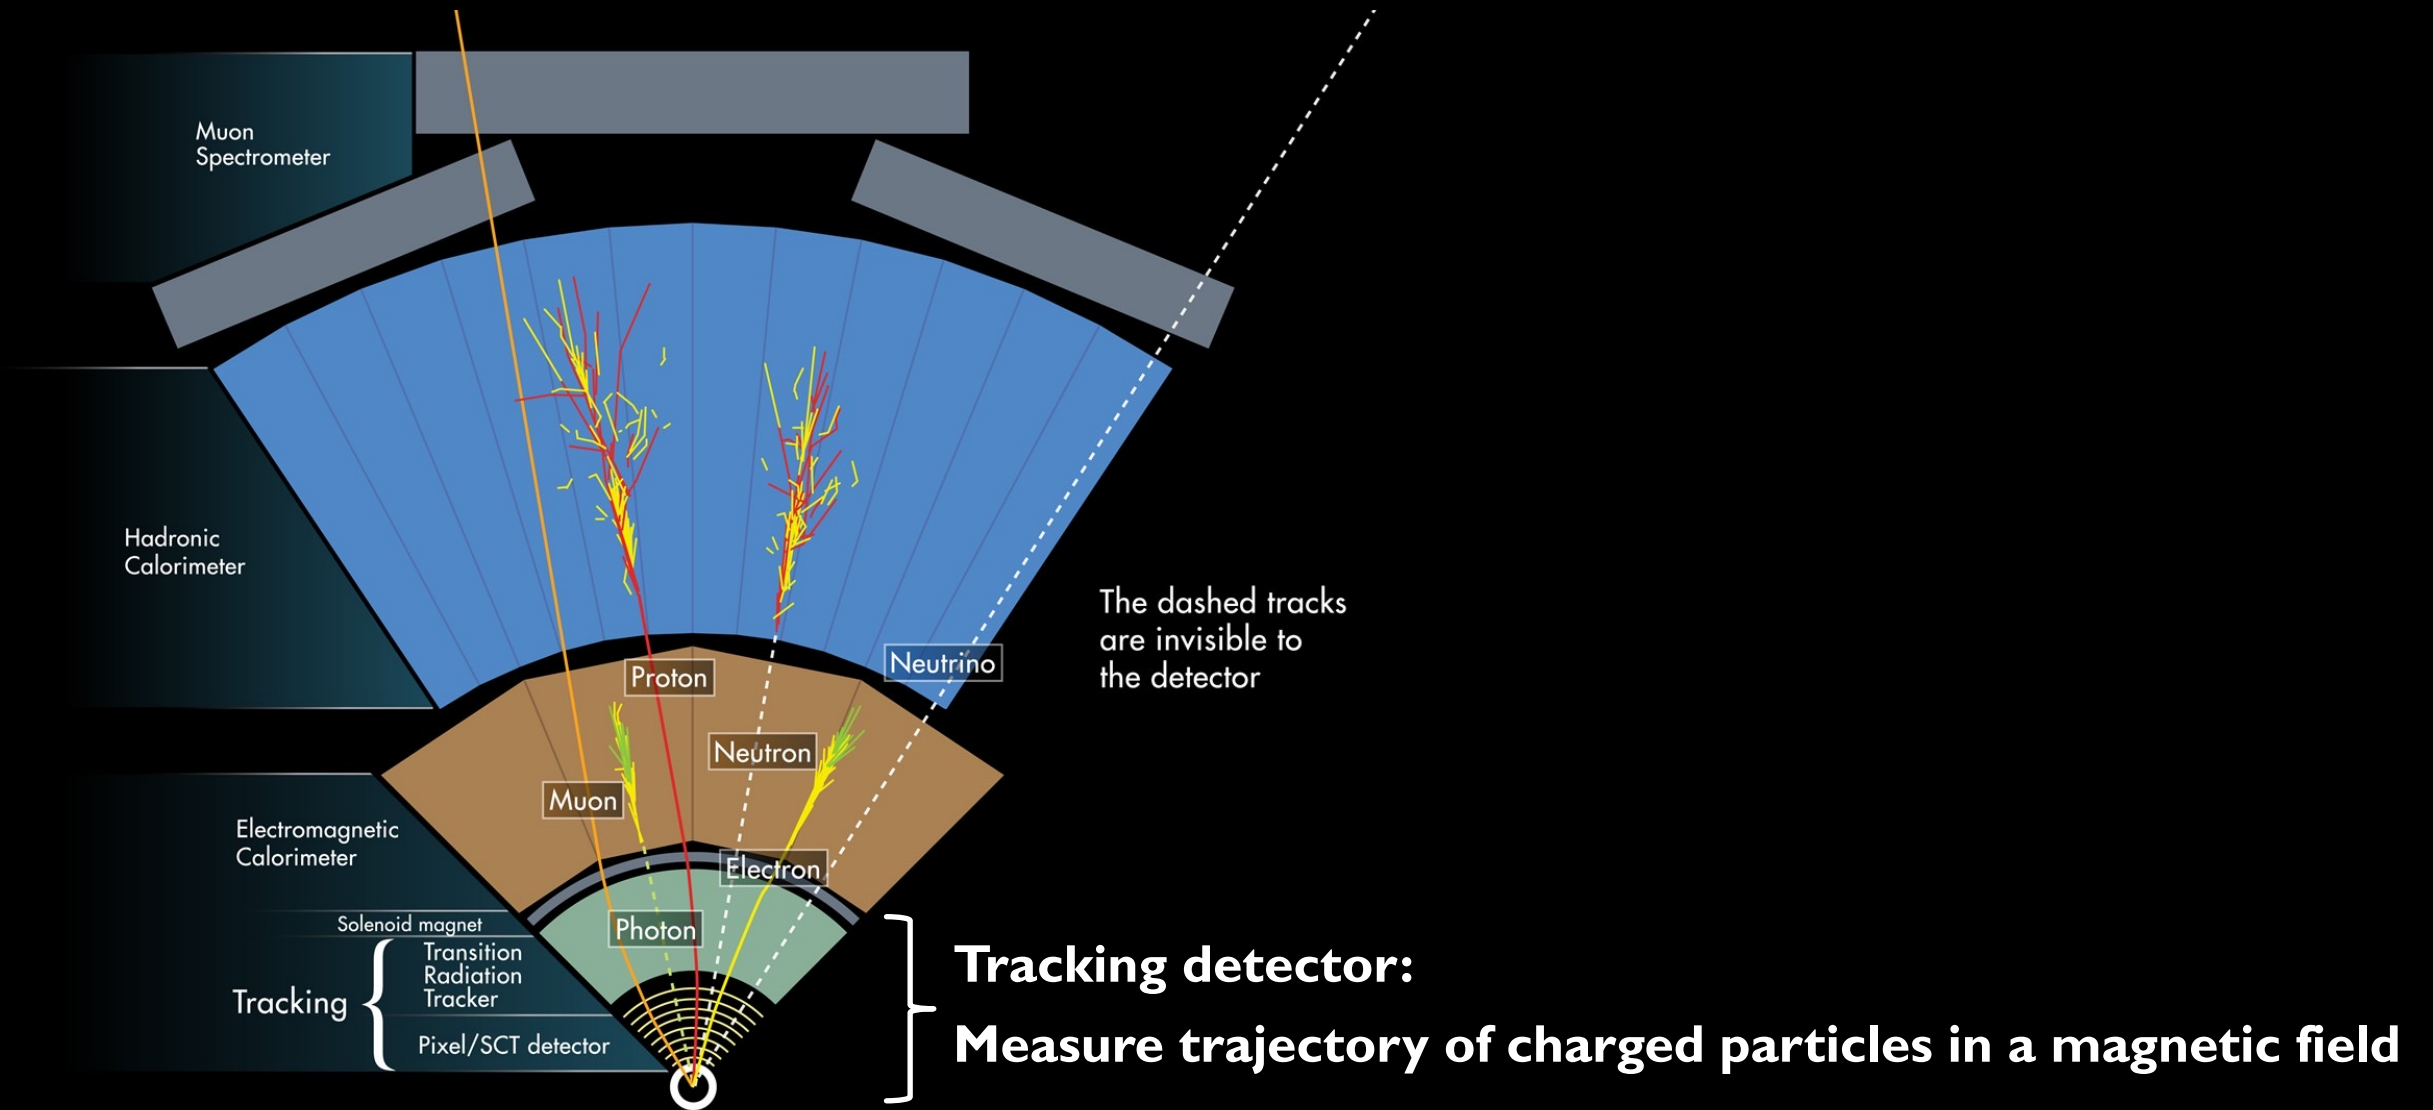 Muon
Spectrometer
Hadronic
Calorimeter
The dashed tracks
are invisible to
the detector
Neutrino
Proton
Neutron
Muon
Electromagnetic
Calorimeter
Electron
Photon
Solenoid magnet
Transition
Radiation
Tracker
Tracking
Pixel/SCT detector
Tracking detector:
Measure trajectory of charged particles in a magnetic field